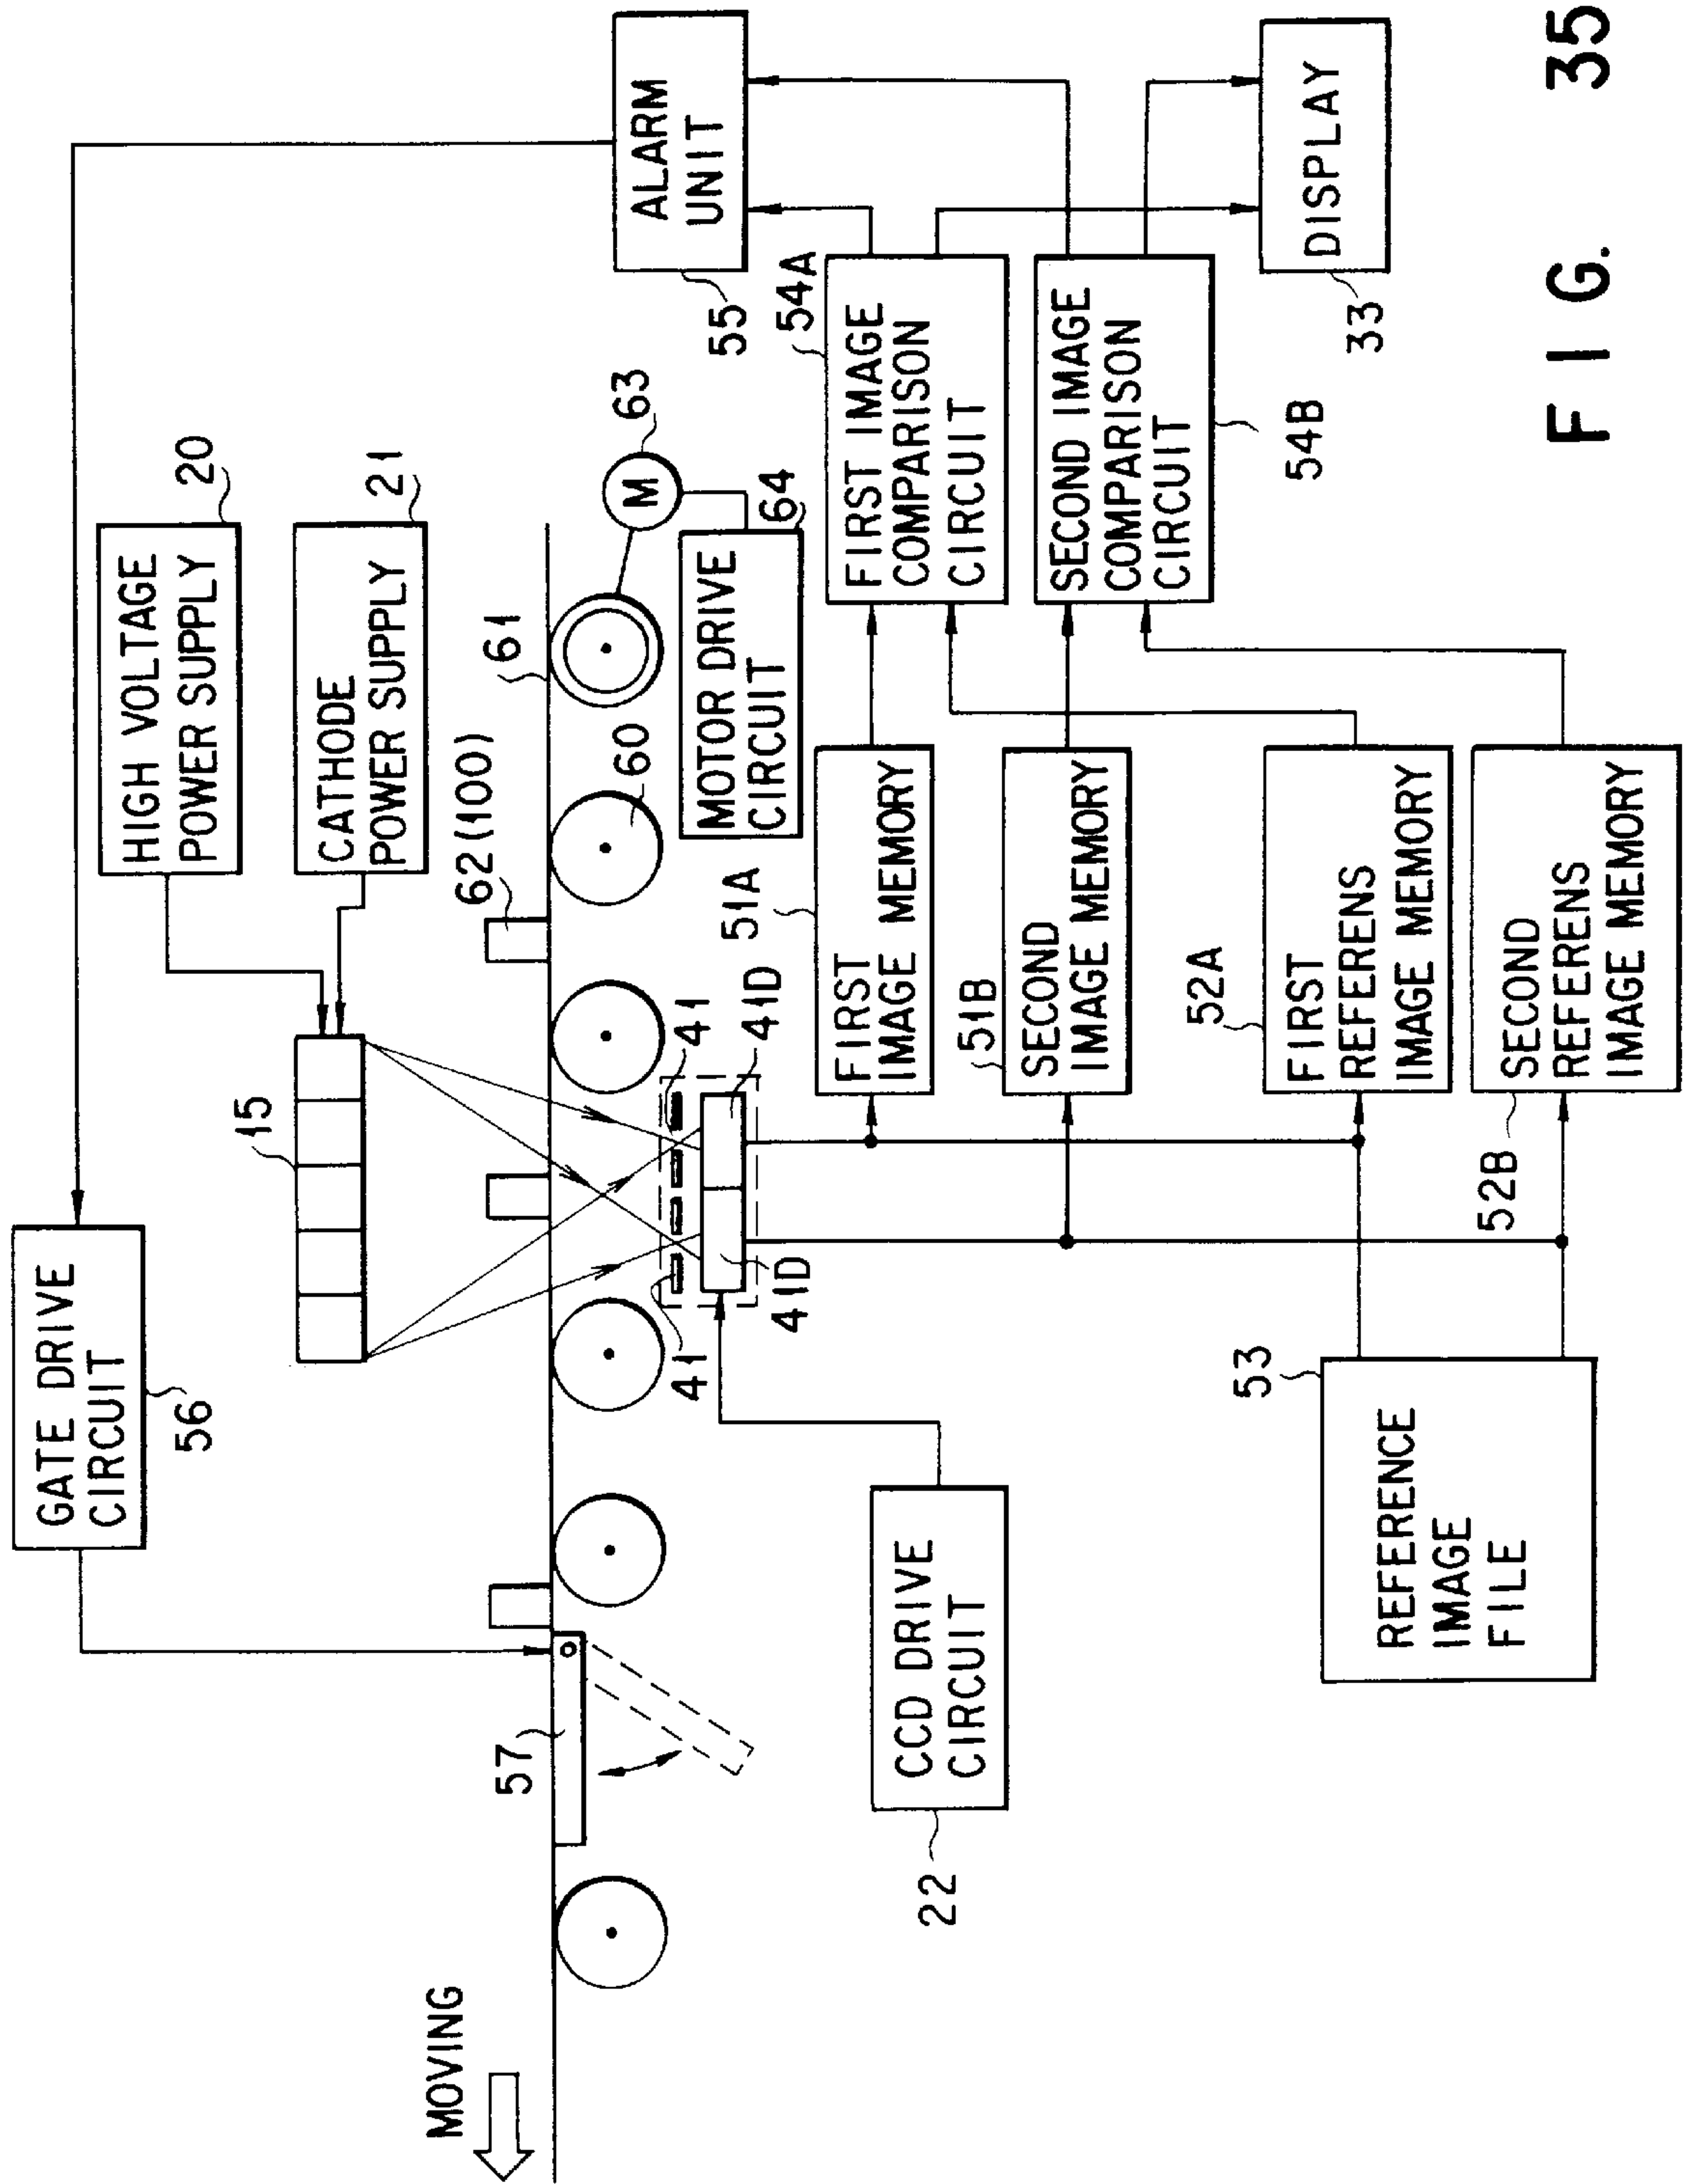 GATE DRIVE
CIRCUIT
56
HIGH VOLTAGE
POWER SUPPLY
20
CATHODE
POWER SUPPLY
21
15
ALARM
UNIT
55
MOVING
57
62(100)
61
60
M
63
MOTOR DRIVE
CIRCUIT
64
41
41
41D
41D
CCD DRIVE
CIRCUIT
22
51A
FIRST
IMAGE MEMORY
51B
SECOND
IMAGE MEMORY
54A
FIRST IMAGE
COMPARISON
CIRCUIT
SECOND IMAGE
COMPARISON
CIRCUIT
54B
52A
FIRST
REFERENS
IMAGE MEMORY
52B
SECOND
REFERENS
IMAGE MEMORY
53
REFERENCE
IMAGE
FILE
DISPLAY
33
FIG. 35